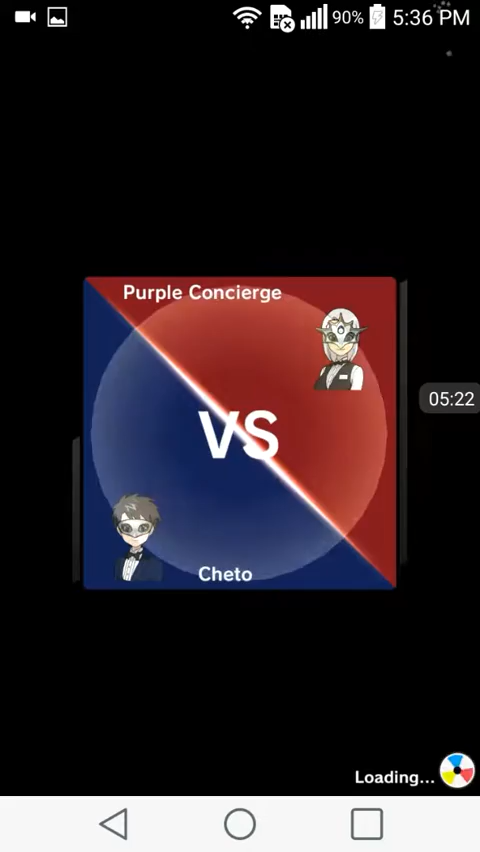 90% 5:36 PM
Purple Concierge
05:22
VS
Cheto
Loading...